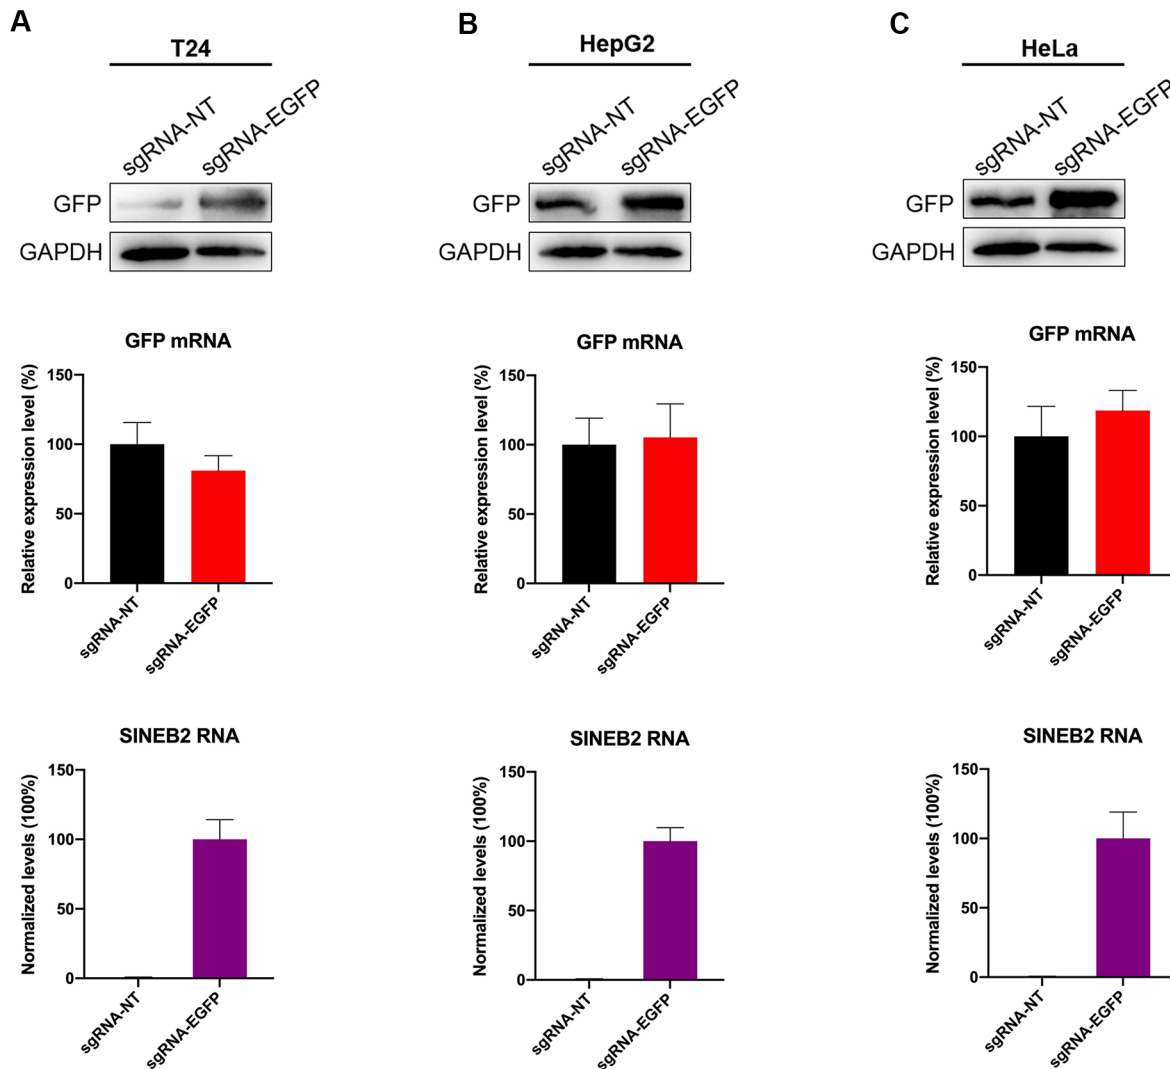 A
T24
sgRNA-NT
sgRNA-EGFP
GFP
GAPDH
GFP mRNA
Relative expression level (%)
150
100
50
0
sgRNA-NT
sgRNA-EGFP
SINEB2 RNA
Normalized levels (100%)
150
100
50
0
sgRNA-NT
sgRNA-EGFP
B
HepG2
sgRNA-NT
sgRNA-EGFP
GFP
GAPDH
GFP mRNA
Relative expression level (%)
150
100
50
0
sgRNA-NT
sgRNA-EGFP
SINEB2 RNA
Normalized levels (100%)
150
100
50
0
sgRNA-NT
sgRNA-EGFP
C
HeLa
sgRNA-NT
sgRNA-EGFP
GFP
GAPDH
GFP mRNA
Relative expression level (%)
150
100
50
0
sgRNA-NT
sgRNA-EGFP
SINEB2 RNA
Normalized levels (100%)
150
100
50
0
sgRNA-NT
sgRNA-EGFP